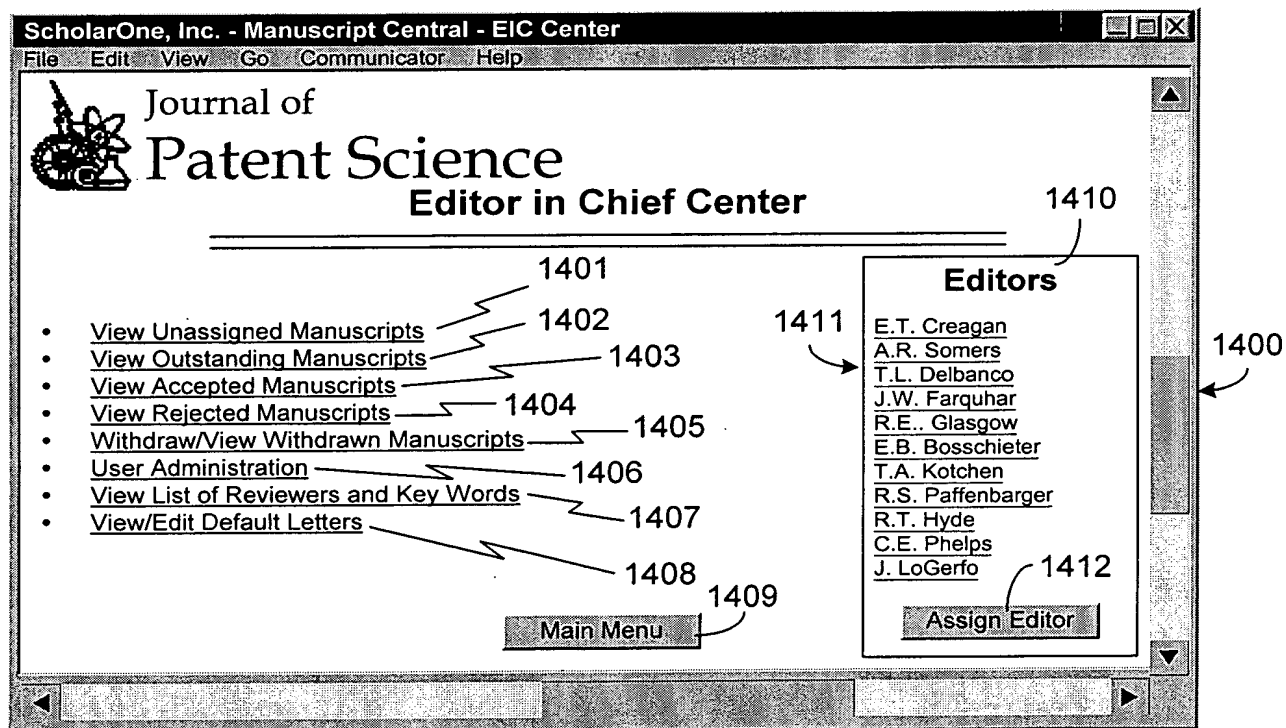 ScholarOne, Inc. - Manuscript Central - EIC Center
File Edit View Go Communicator Help
Journal of
Patent Science
Editor in Chief Center
1410
1401
Editors
1402
1411
1400
View Unassigned Manuscripts
E.T. Creagan
View Outstanding Manuscripts
A.R. Somers
1403
View Accepted Manuscripts
T.L. Delbanco
View Rejected Manuscripts
1404
J.W. Farquhar
Withdraw/View Withdrawn Manuscripts
1405
R.E.. Glasgow
User Administration
1406
E.B. Bosschieter
View List of Reviewers and Key Words
1407
T.A. Kotchen
View/Edit Default Letters
1408
R.S. Paffenbarger
R.T. Hyde
C.E. Phelps
J. LoGerfo
1412
1409
Main Menu
Assign Editor